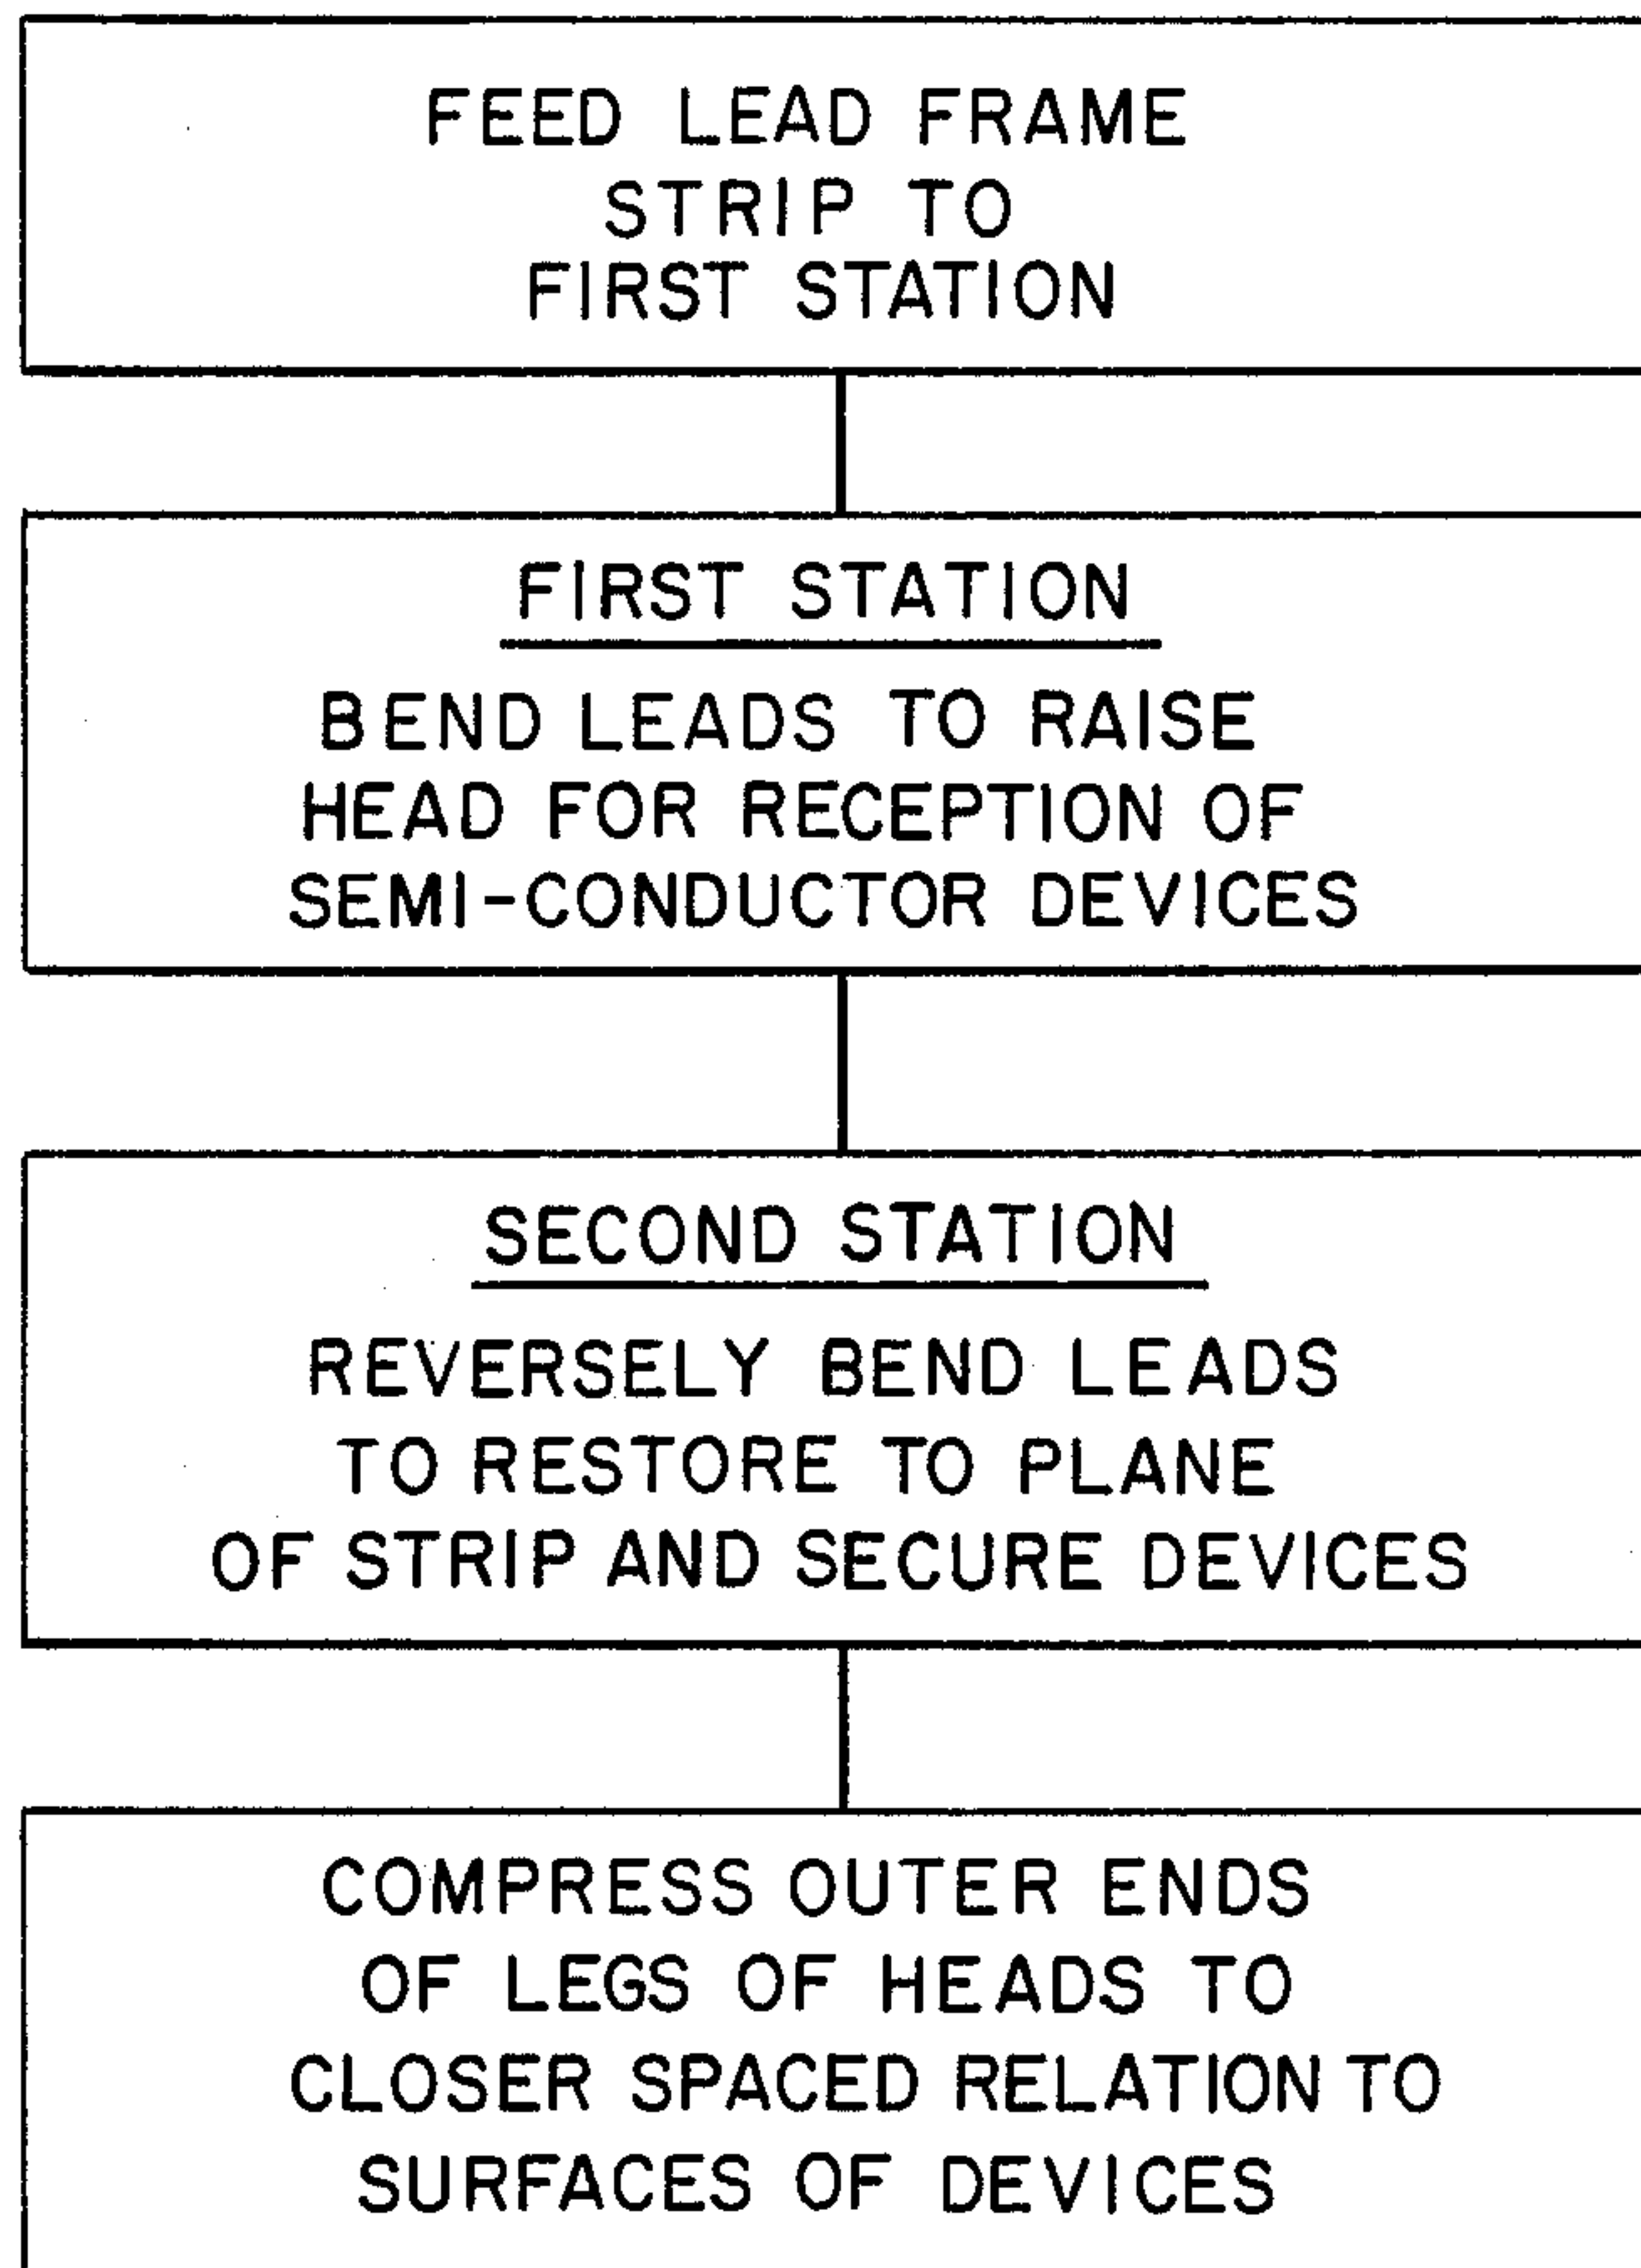 FEED LEAD FRAME
STRIP TO
FIRST STATION
FIRST STATION
BEND LEADS TO RAISE
HEAD FOR RECEPTION OF
SEMI-CONDUCTOR DEVICES
SECOND STATION
REVERSELY BEND LEADS
TO RESTORE TO PLANE
OF STRIP AND SECURE DEVICES
COMPRESS OUTER ENDS
OF LEGS OF HEADS TO
CLOSER SPACED RELATION TO
SURFACES OF DEVICES